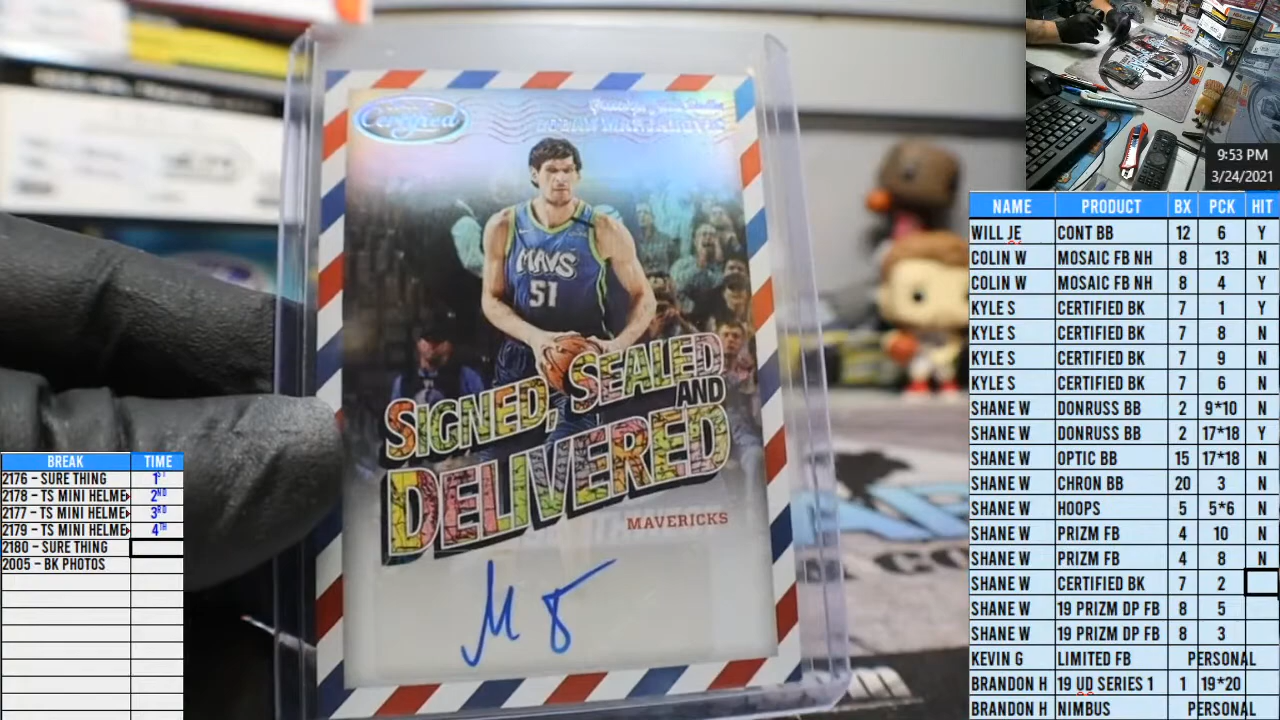 Certified
MAVS
51
SIGNED, SEALED
AND
DELIVERED
MAVERICKS
9:53 PM
3/24/2021
NAME PRODUCT BX PCK HIT
WILL JE CONT BB 12 6 Y
COLIN W MOSAIC FB NH 8 13 N
COLIN W MOSAIC FB NH 8 4 Y
KYLE S CERTIFIED BK 7 1 Y
KYLE S CERTIFIED BK 7 8 N
KYLE S CERTIFIED BK 7 9 N
KYLE S CERTIFIED BK 7 6 N
SHANE W DONRUSS BB 2 9*10 N
SHANE W DONRUSS BB 2 17*18 Y
SHANE W OPTIC BB 15 17*18 N
SHANE W CHRON BB 20 3 N
SHANE W HOOPS 5 5*6 N
SHANE W PRIZM FB 4 10 N
SHANE W PRIZM FB 4 8 N
SHANE W CERTIFIED BK 7 2
SHANE W 19 PRIZM DP FB 8 5
SHANE W 19 PRIZM DP FB 8 3
KEVIN G LIMITED FB PERSONAL
BRANDON H 19 UD SERIES 1 1 19*20
BRANDON H NIMBUS PERSONAL
BREAK TIME
2176 – SURE THING 1ST
2178 – TS MINI HELME 2ND
2177 – TS MINI HELME 3RD
2179 – TS MINI HELME 4TH
2180 – SURE THING
2005 – BK PHOTOS